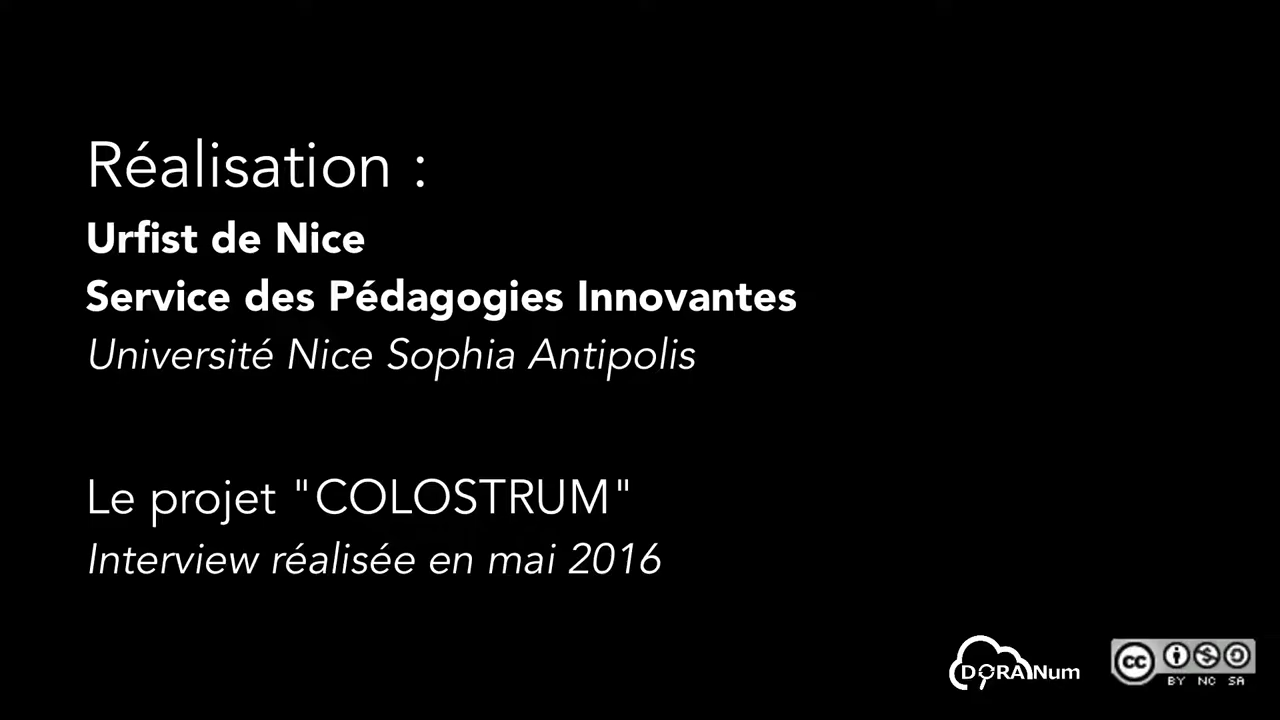 Réalisation :
Urfist de Nice
Service des Pédagogies Innovantes
Université Nice Sophia Antipolis
Le projet "COLOSTRUM"
Interview réalisée en mai 2016
DORANum
cc
BY NC SA